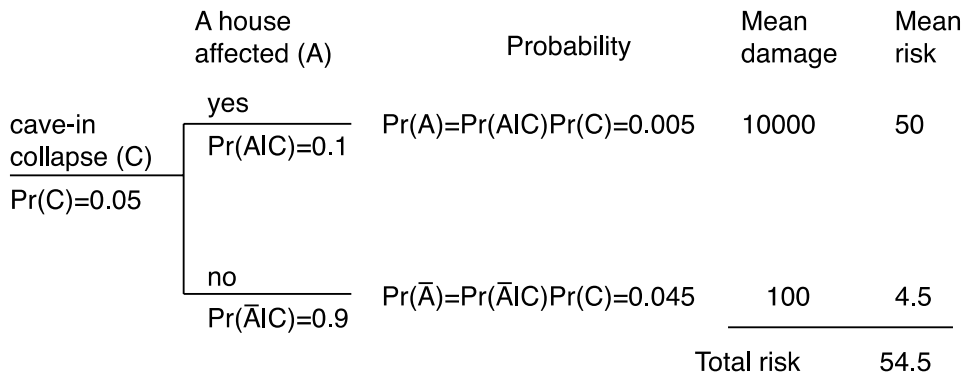 A house affected (A)
Probability
Mean damage
Mean risk
cave-in collapse (C)
Pr(C)=0.05
yes
Pr(A|C)=0.1
Pr(A)=Pr(A|C)Pr(C)=0.005
10000
50
no
Pr(A̅|C)=0.9
Pr(A̅)=Pr(A̅|C)Pr(C)=0.045
100
4.5
Total risk
54.5